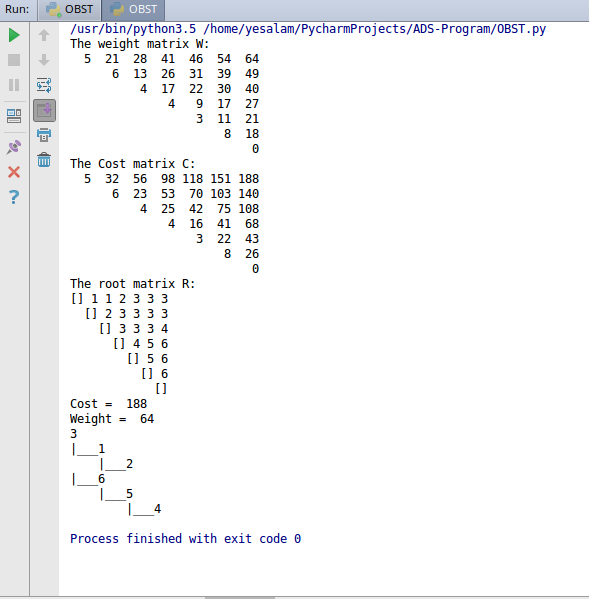 Run: OBST OBST
/usr/bin/python3.5 /home/yesalam/PycharmProjects/ADS-Program/OBST.py
The weight matrix W:
  5  21  28  41  46  54  64
      6  13  26  31  39  49
          4  17  22  30  40
              4   9  17  27
                  3  11  21
                      8  18
                          0
The Cost matrix C:
  5  32  56  98 118 151 188
      6  23  53  70 103 140
          4  25  42  75 108
              4  16  41  68
                  3  22  43
                      8  26
                          0
The root matrix R:
[] 1 1 2 3 3 3
  [] 2 3 3 3 3
    [] 3 3 3 4
      [] 4 5 6
        [] 5 6
          [] 6
            []
Cost =  188
Weight =  64
3
|___1
    |___2
|___6
    |___5
        |___4
Process finished with exit code 0